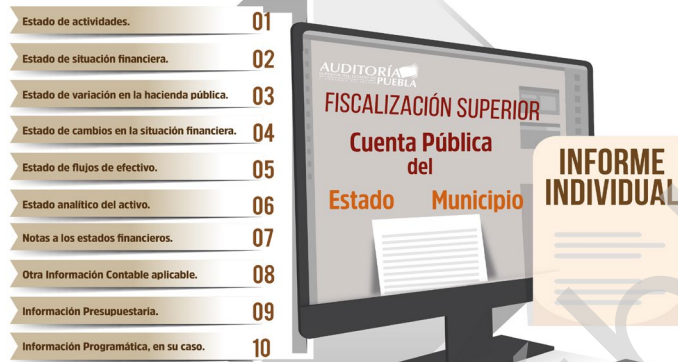 Estado de actividades. 01
Estado de situación financiera. 02
Estado de variación en la hacienda pública. 03
Estado de cambios en la situación financiera. 04
Estado de flujos de efectivo. 05
Estado analítico del activo. 06
Notas a los estados financieros. 07
Otra Información Contable aplicable. 08
Información Presupuestaria. 09
Información Programática, en su caso. 10
AUDITORÍA
PUEBLA
FISCALIZACIÓN SUPERIOR
Cuenta Pública
del
Estado Municipio
INFORME
INDIVIDUAL